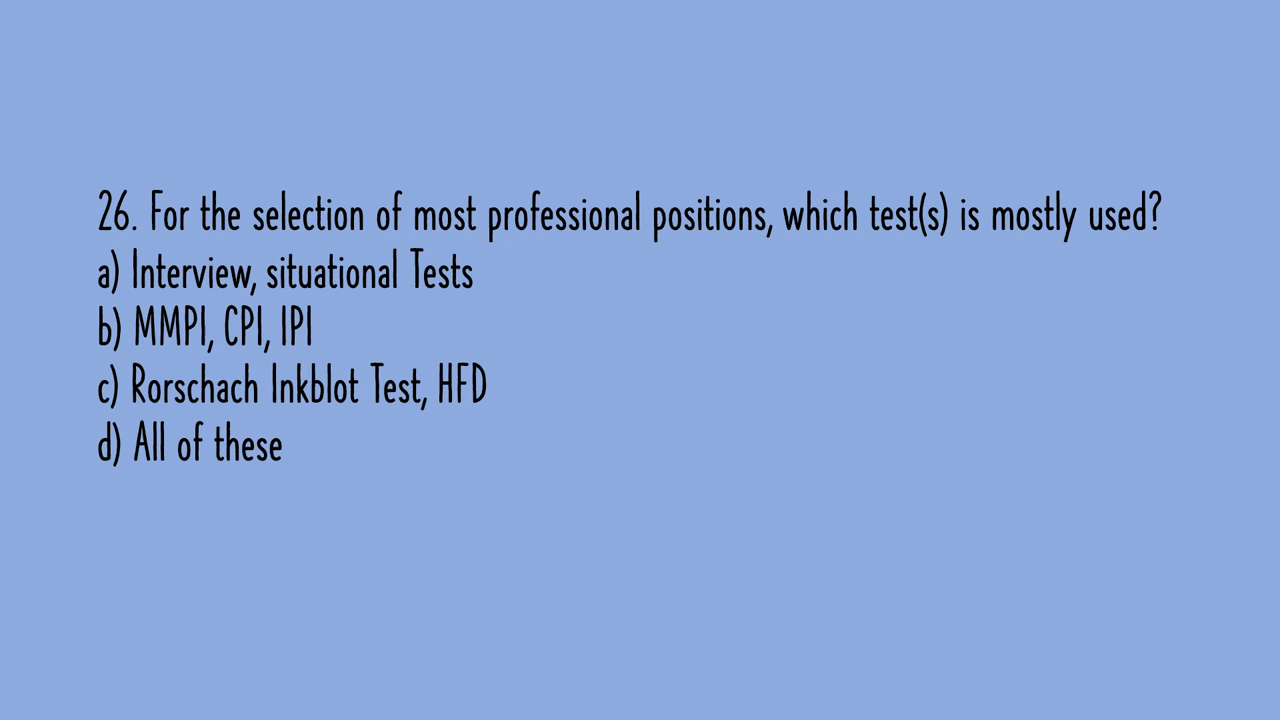 26. For the selection of most professional positions, which test(s) is mostly used?
a) Interview, situational Tests
b) MMPI, CPI, IPI
c) Rorschach Inkblot Test, HFD
d) All of these